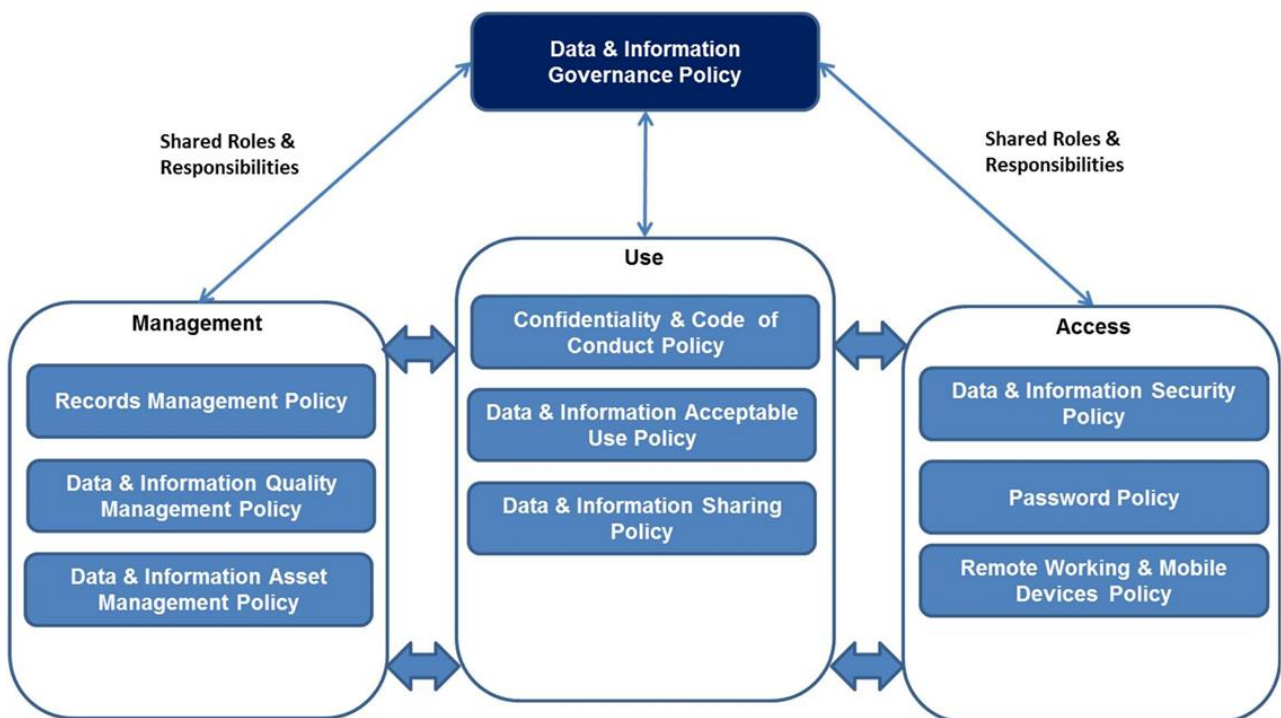 Data & Information
Governance Policy
Shared Roles &
Responsibilities
Shared Roles &
Responsibilities
Management
Records Management Policy
Data & Information Quality
Management Policy
Data & Information Asset
Management Policy
Use
Confidentiality & Code of
Conduct Policy
Data & Information Acceptable
Use Policy
Data & Information Sharing
Policy
Access
Data & Information Security
Policy
Password Policy
Remote Working & Mobile
Devices Policy